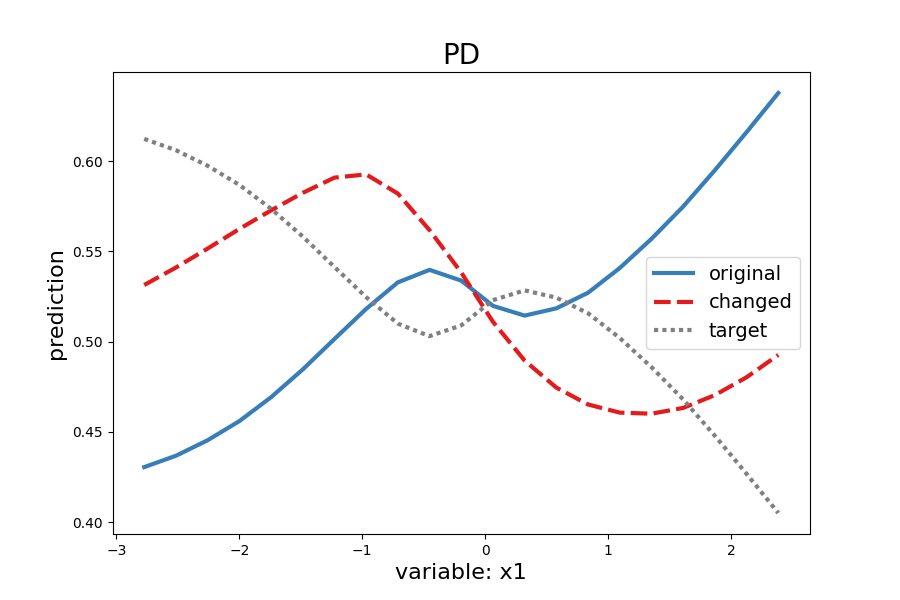 PD
prediction
0.60
0.55
0.50
0.45
0.40
original
changed
target
−3
−2
−1
0
1
2
variable: x1